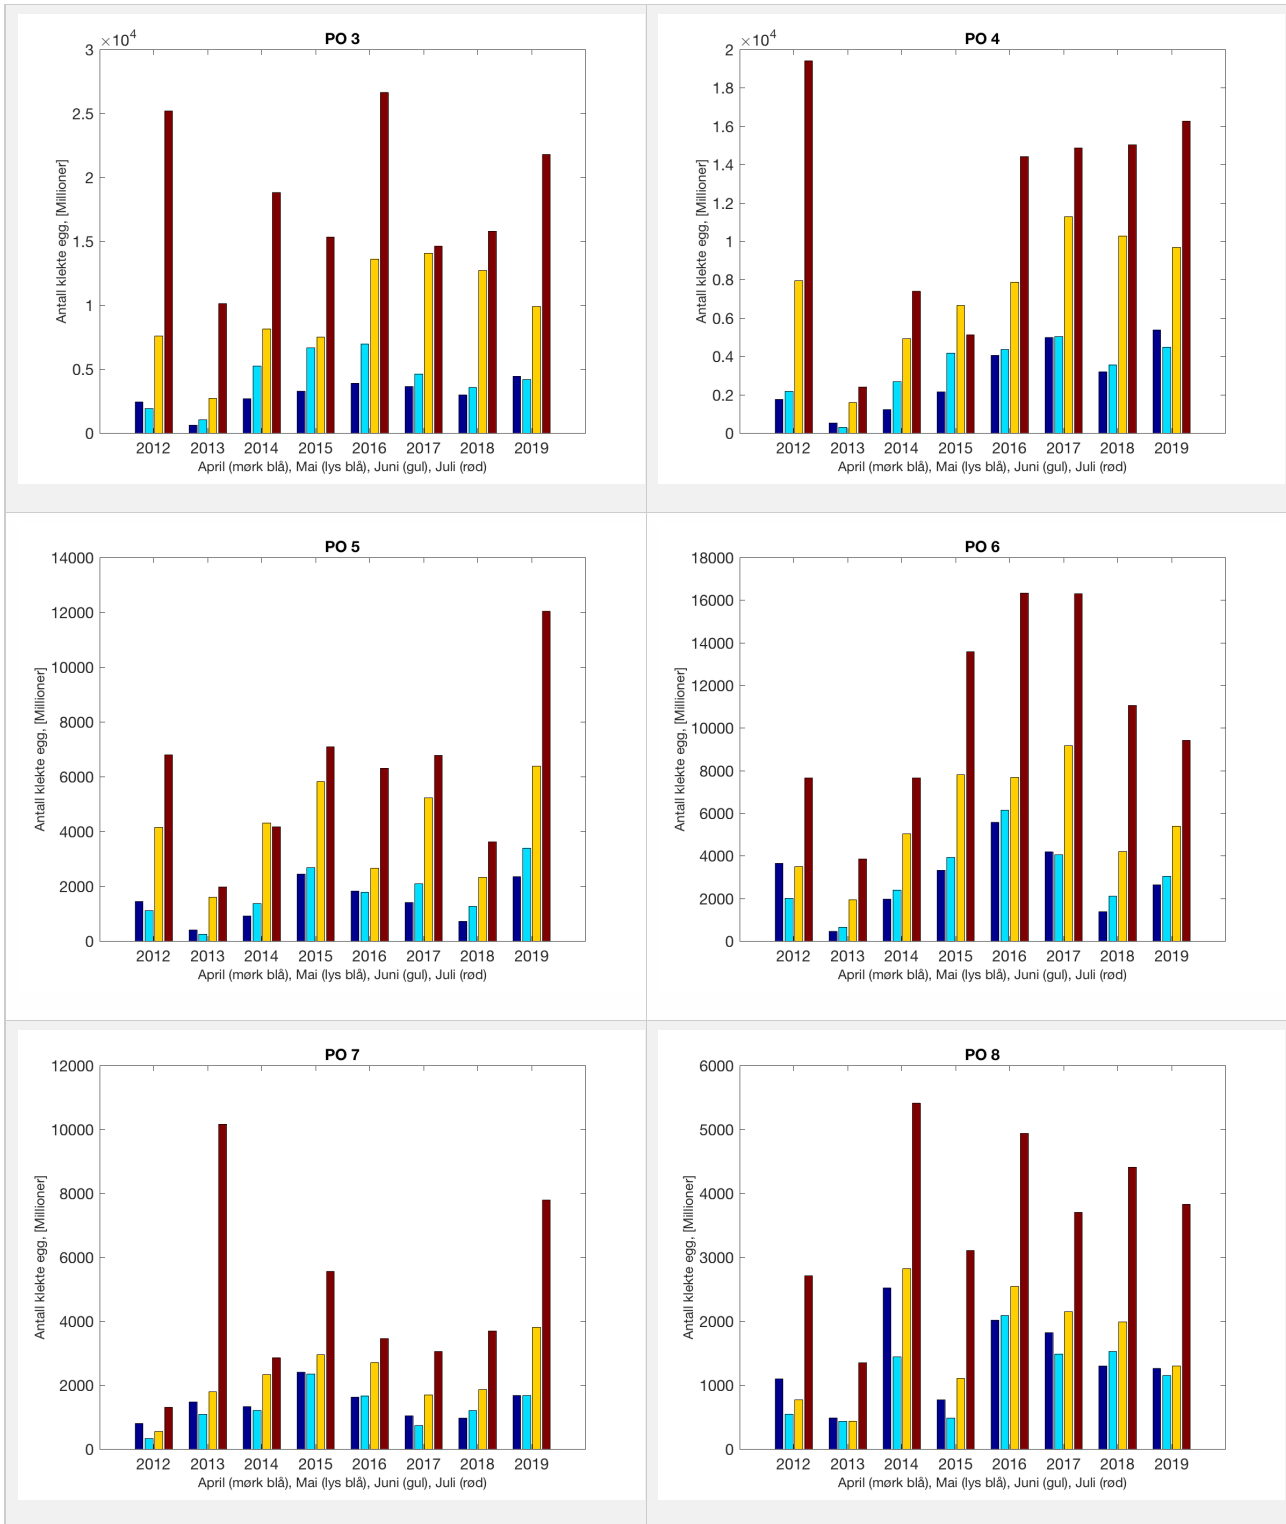 PO 3
×10⁴
3
2.5
2
1.5
1
0.5
0
Antall klekte egg, [Millioner]
2012 2013 2014 2015 2016 2017 2018 2019
April (mørk blå), Mai (lys blå), Juni (gul), Juli (rød)
PO 4
×10⁴
2
1.8
1.6
1.4
1.2
1
0.8
0.6
0.4
0.2
0
Antall klekte egg, [Millioner]
2012 2013 2014 2015 2016 2017 2018 2019
April (mørk blå), Mai (lys blå), Juni (gul), Juli (rød)
PO 5
14000
12000
10000
8000
6000
4000
2000
0
Antall klekte egg, [Millioner]
2012 2013 2014 2015 2016 2017 2018 2019
April (mørk blå), Mai (lys blå), Juni (gul), Juli (rød)
PO 6
18000
16000
14000
12000
10000
8000
6000
4000
2000
0
Antall klekte egg, [Millioner]
2012 2013 2014 2015 2016 2017 2018 2019
April (mørk blå), Mai (lys blå), Juni (gul), Juli (rød)
PO 7
12000
10000
8000
6000
4000
2000
0
Antall klekte egg, [Millioner]
2012 2013 2014 2015 2016 2017 2018 2019
April (mørk blå), Mai (lys blå), Juni (gul), Juli (rød)
PO 8
6000
5000
4000
3000
2000
1000
0
Antall klekte egg, [Millioner]
2012 2013 2014 2015 2016 2017 2018 2019
April (mørk blå), Mai (lys blå), Juni (gul), Juli (rød)